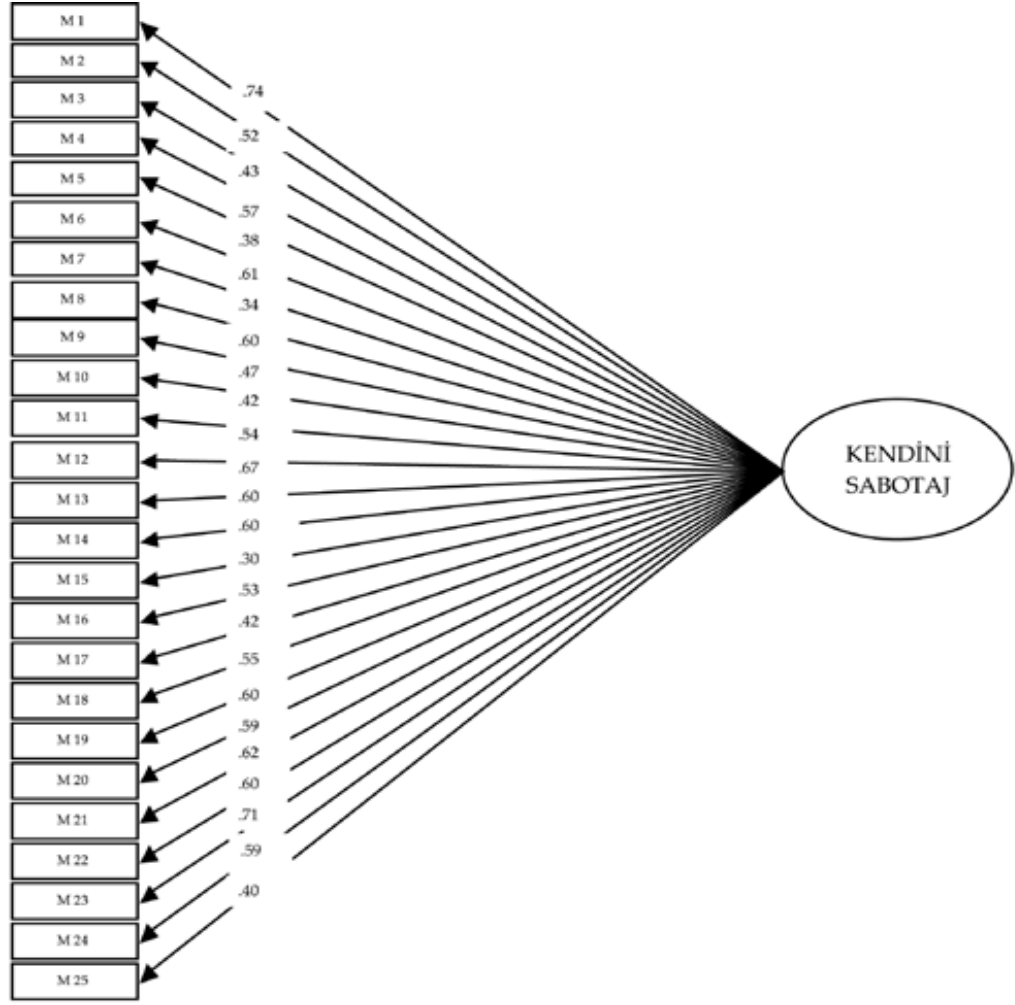 M 1
M 2
M 3
M 4
M 5
M 6
M 7
M 8
M 9
M 10
M 11
M 12
M 13
M 14
M 15
M 16
M 17
M 18
M 19
M 20
M 21
M 22
M 23
M 24
M 25
.74
.52
.43
.57
.38
.61
.34
.60
.47
.42
.54
.67
.60
.60
.30
.53
.42
.55
.60
.59
.62
.60
.71
.59
.40
KENDİNİ
SABOTAJ